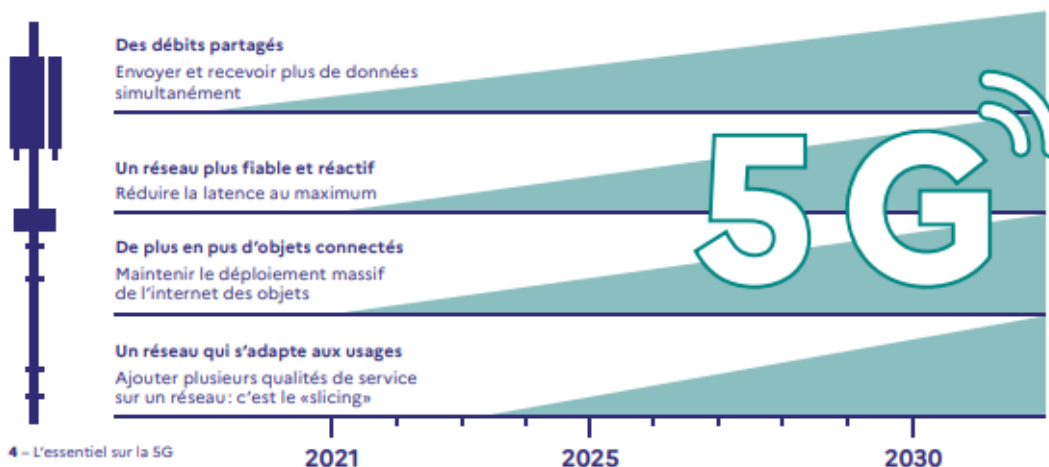 Des débits partagés
Envoyer et recevoir plus de données
simultanément
Un réseau plus fiable et réactif
Réduire la latence au maximum
De plus en pus d'objets connectés
Maintenir le déploiement massif
de l'internet des objets
Un réseau qui s'adapte aux usages
Ajouter plusieurs qualités de service
sur un réseau : c'est le «slicing»
5G
4 – L'essentiel sur la 5G
2021
2025
2030